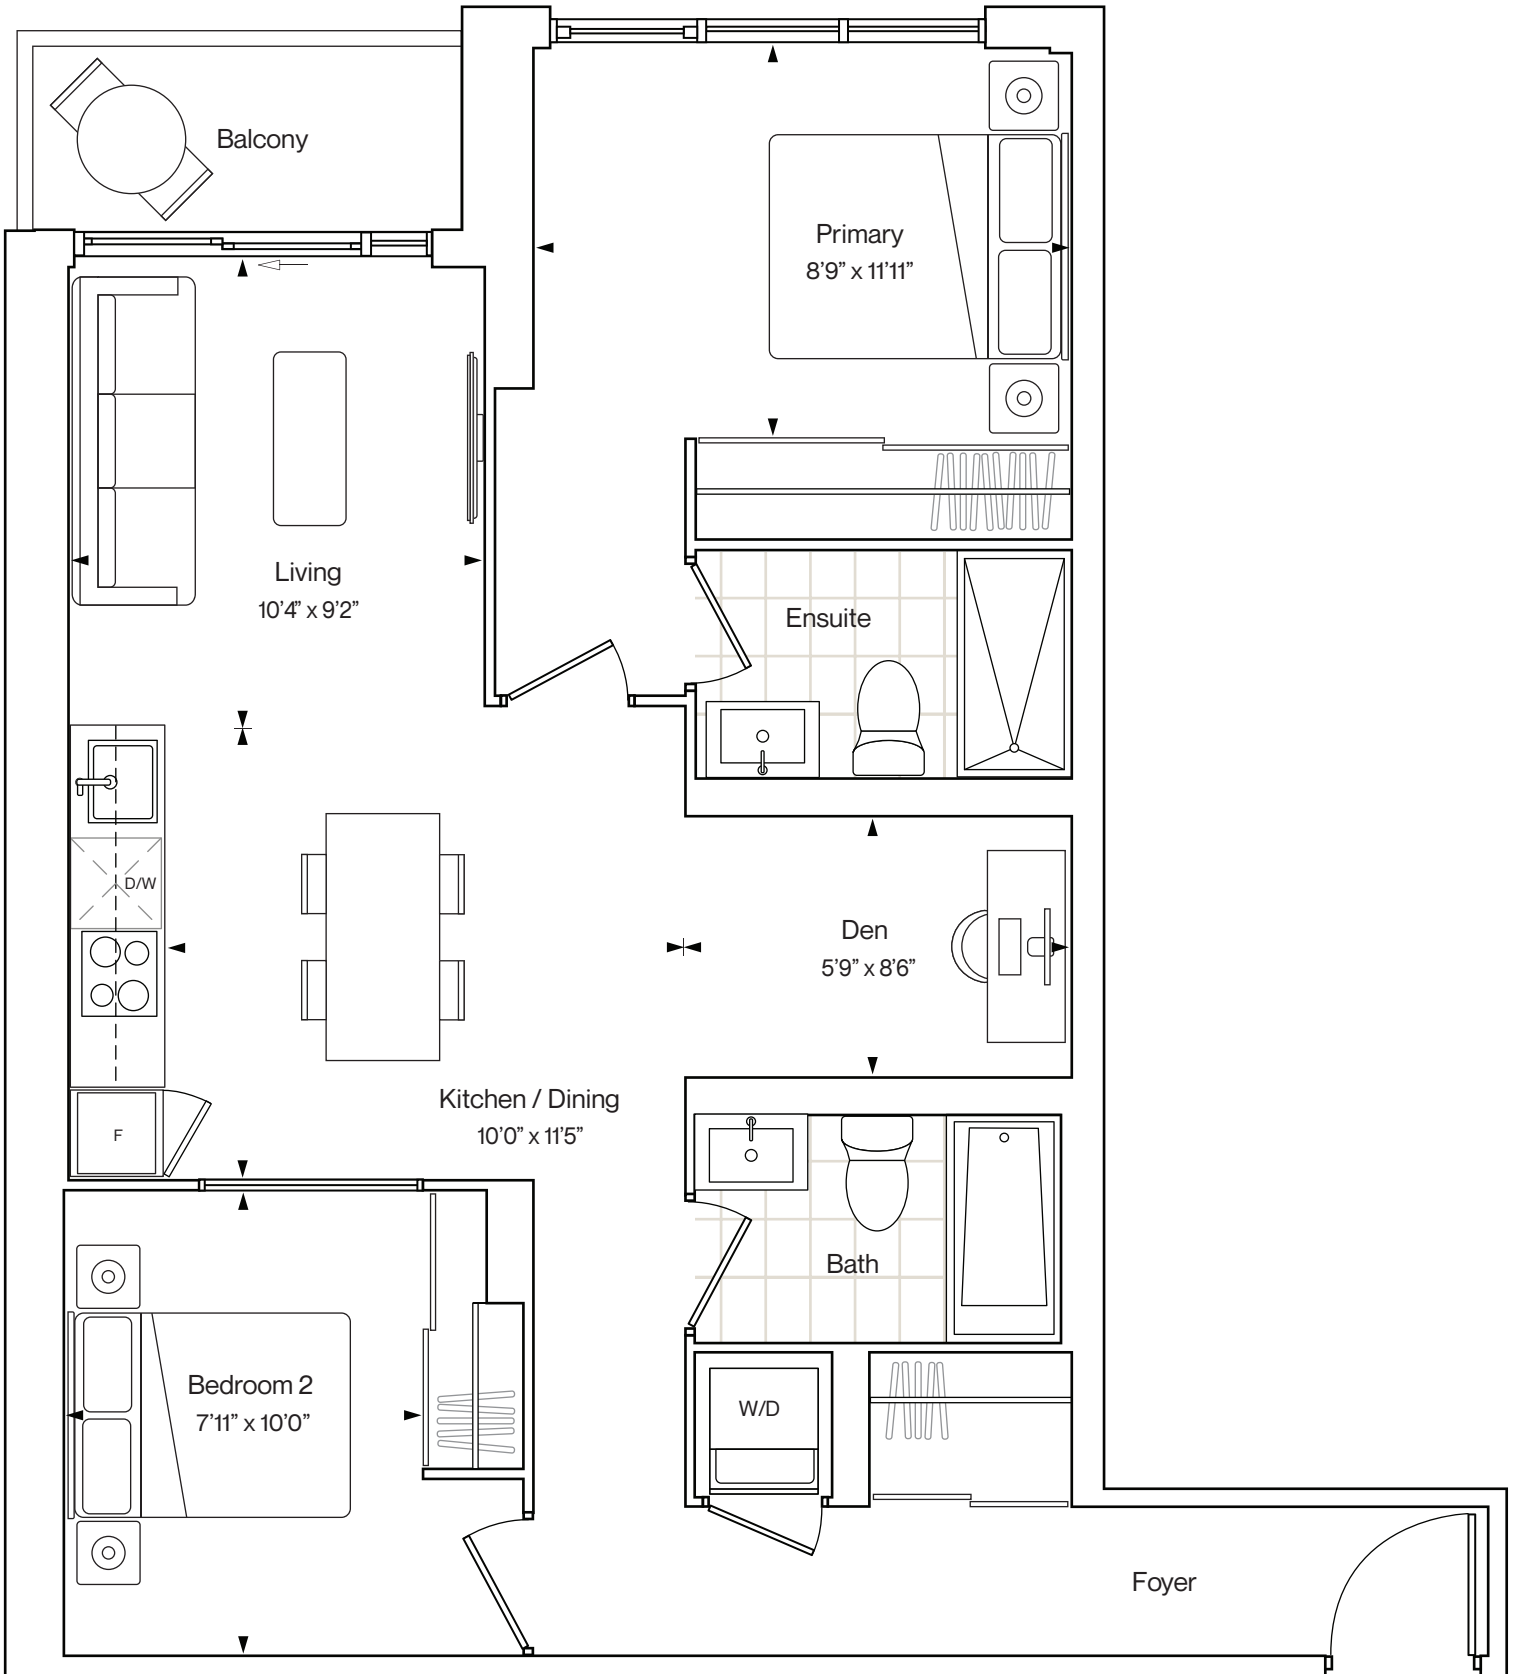 Balcony
Primary
8’9” x 11’11”
Living
10’4” x 9’2”
Ensuite
D/W
Den
5’9” x 8’6”
Kitchen / Dining
10’0” x 11’5”
F
Bath
Bedroom 2
7’11” x 10’0”
W/D
Foyer